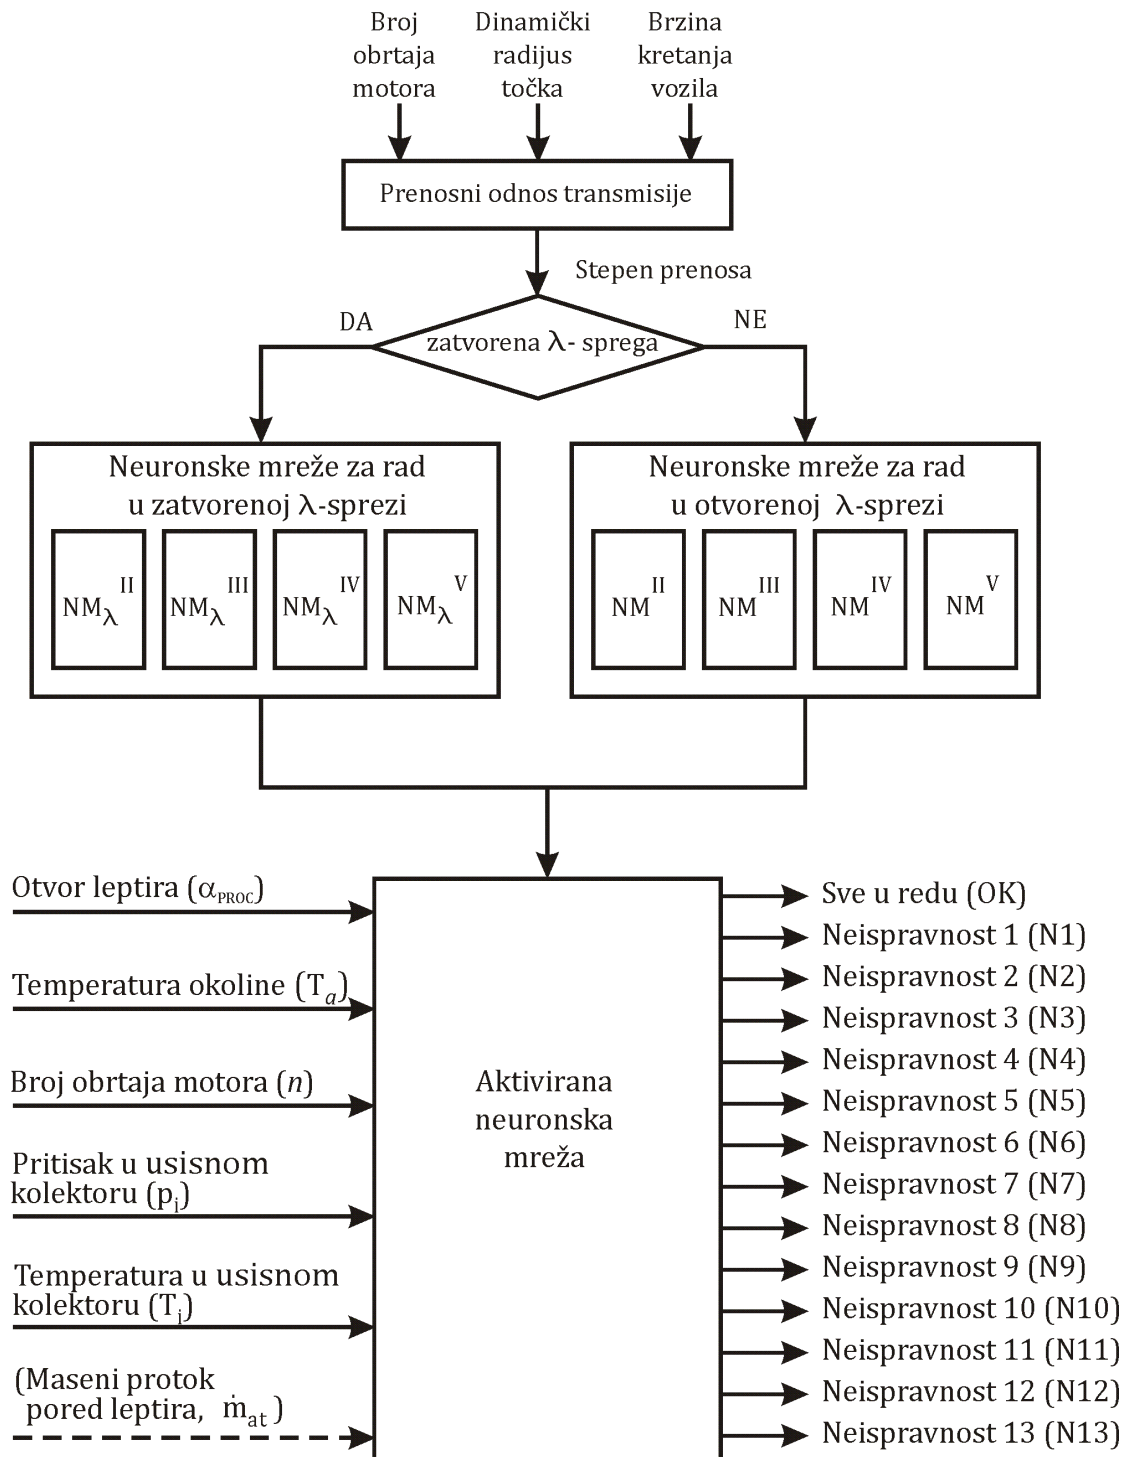 Broj
obrtaja
motora
Dinamički
radijus
točka
Brzina
kretanja
vozila
Prenosni odnos transmisije
Stepen prenosa
DA
zatvorena λ- sprega
NE
Neuronske mreže za rad
u zatvorenoj λ-sprezi
NMλ^II
NMλ^III
NMλ^IV
NMλ^V
Neuronske mreže za rad
u otvorenoj λ-sprezi
NM^II
NM^III
NM^IV
NM^V
Otvor leptira (α_PROC)
Temperatura okoline (T_a)
Broj obrtaja motora (n)
Pritisak u usisnom
kolektoru (p_i)
Temperatura u usisnom
kolektoru (T_i)
(Maseni protok
pored leptira, ṁ_at )
Aktivirana
neuronska
mreža
Sve u redu (OK)
Neispravnost 1 (N1)
Neispravnost 2 (N2)
Neispravnost 3 (N3)
Neispravnost 4 (N4)
Neispravnost 5 (N5)
Neispravnost 6 (N6)
Neispravnost 7 (N7)
Neispravnost 8 (N8)
Neispravnost 9 (N9)
Neispravnost 10 (N10)
Neispravnost 11 (N11)
Neispravnost 12 (N12)
Neispravnost 13 (N13)